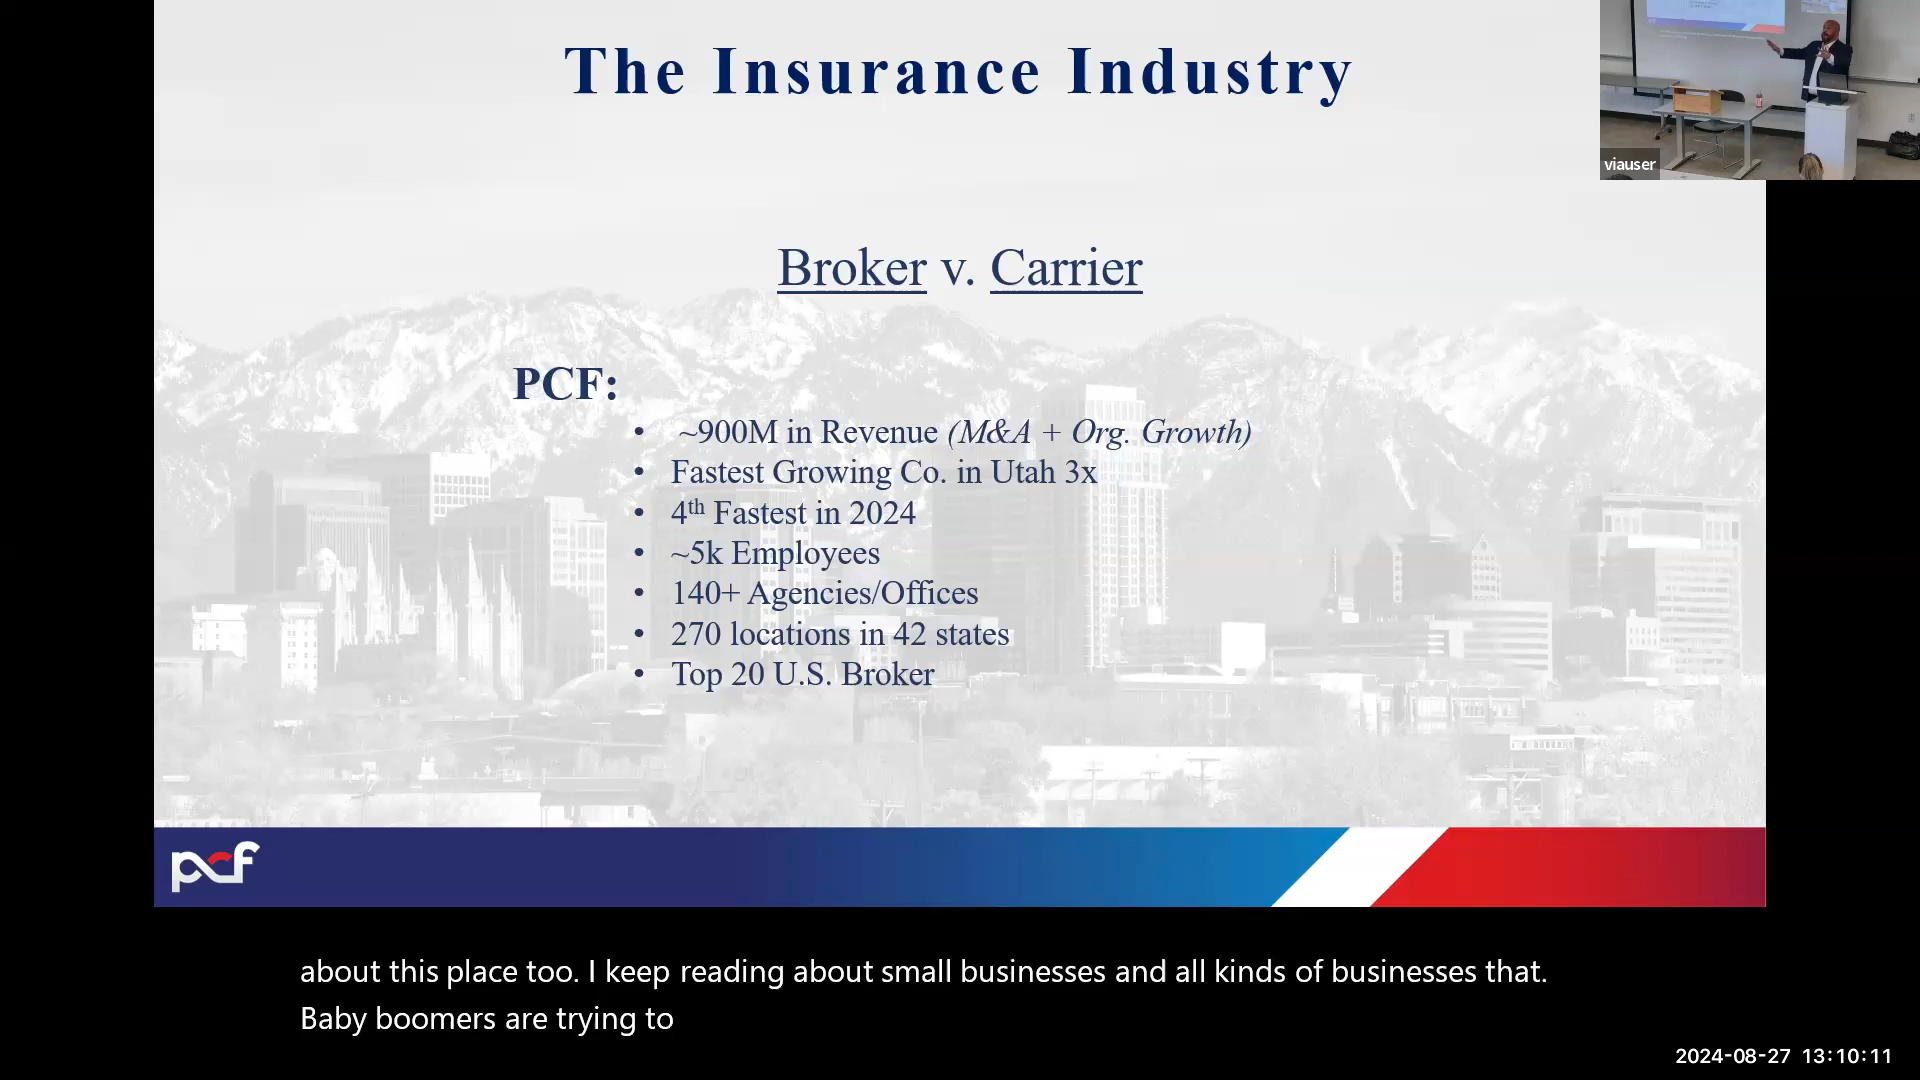 The Insurance Industry
viauser
Broker v. Carrier
PCF:
• ~900M in Revenue (M&A + Org. Growth)
• Fastest Growing Co. in Utah 3x
• 4th Fastest in 2024
• ~5k Employees
• 140+ Agencies/Offices
• 270 locations in 42 states
• Top 20 U.S. Broker
pcf
about this place too. I keep reading about small businesses and all kinds of businesses that.
Baby boomers are trying to
2024-08-27 13:10:11